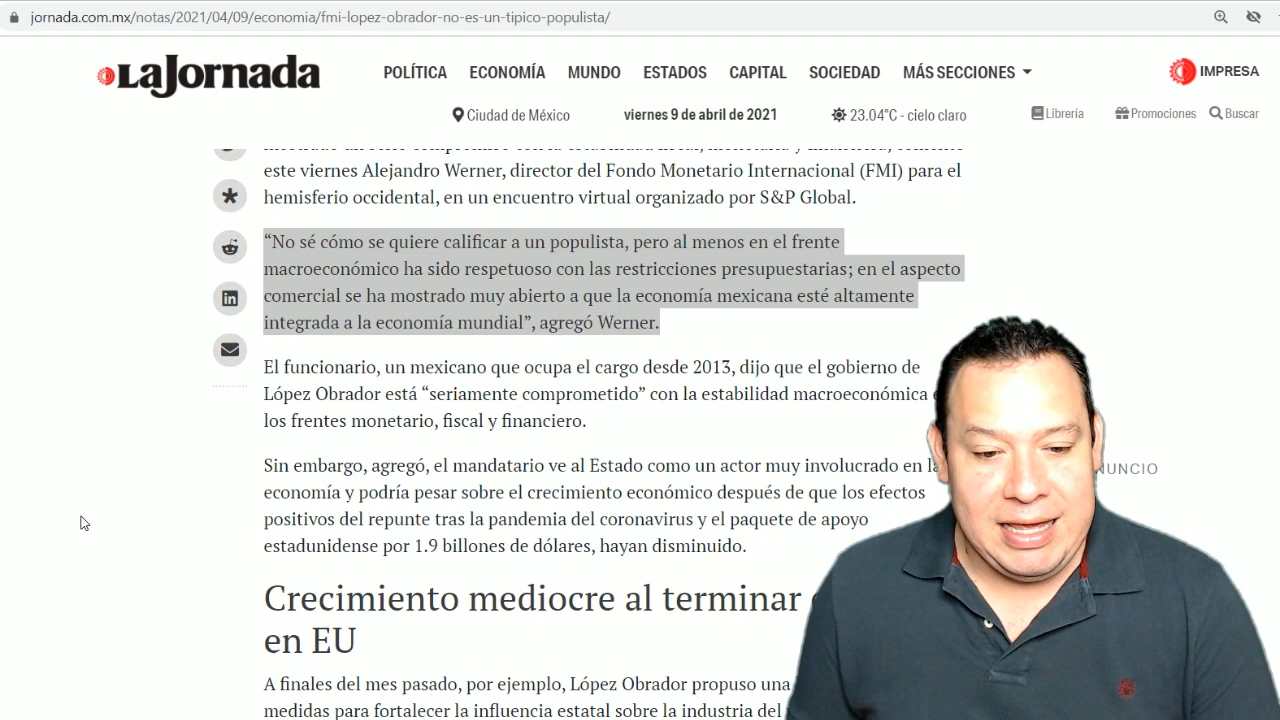 jornada.com.mx/notas/2021/04/09/economia/fmi-lopez-obrador-no-es-un-tipico-populista/
LaJornada
POLÍTICA ECONOMÍA MUNDO ESTADOS CAPITAL SOCIEDAD MÁS SECCIONES
IMPRESA
Ciudad de México viernes 9 de abril de 2021 23.04°C - cielo claro Librería Promociones Buscar
este viernes Alejandro Werner, director del Fondo Monetario Internacional (FMI) para el
hemisferio occidental, en un encuentro virtual organizado por S&P Global.
“No sé cómo se quiere calificar a un populista, pero al menos en el frente
macroeconómico ha sido respetuoso con las restricciones presupuestarias; en el aspecto
comercial se ha mostrado muy abierto a que la economía mexicana esté altamente
integrada a la economía mundial”, agregó Werner.
El funcionario, un mexicano que ocupa el cargo desde 2013, dijo que el gobierno de
López Obrador está “seriamente comprometido” con la estabilidad macroeconómica
los frentes monetario, fiscal y financiero.
Sin embargo, agregó, el mandatario ve al Estado como un actor muy involucrado en
economía y podría pesar sobre el crecimiento económico después de que los efectos
positivos del repunte tras la pandemia del coronavirus y el paquete de apoyo
estadunidense por 1.9 billones de dólares, hayan disminuido.
Crecimiento mediocre al terminar
en EU
A finales del mes pasado, por ejemplo, López Obrador propuso una
medidas para fortalecer la influencia estatal sobre la industria del